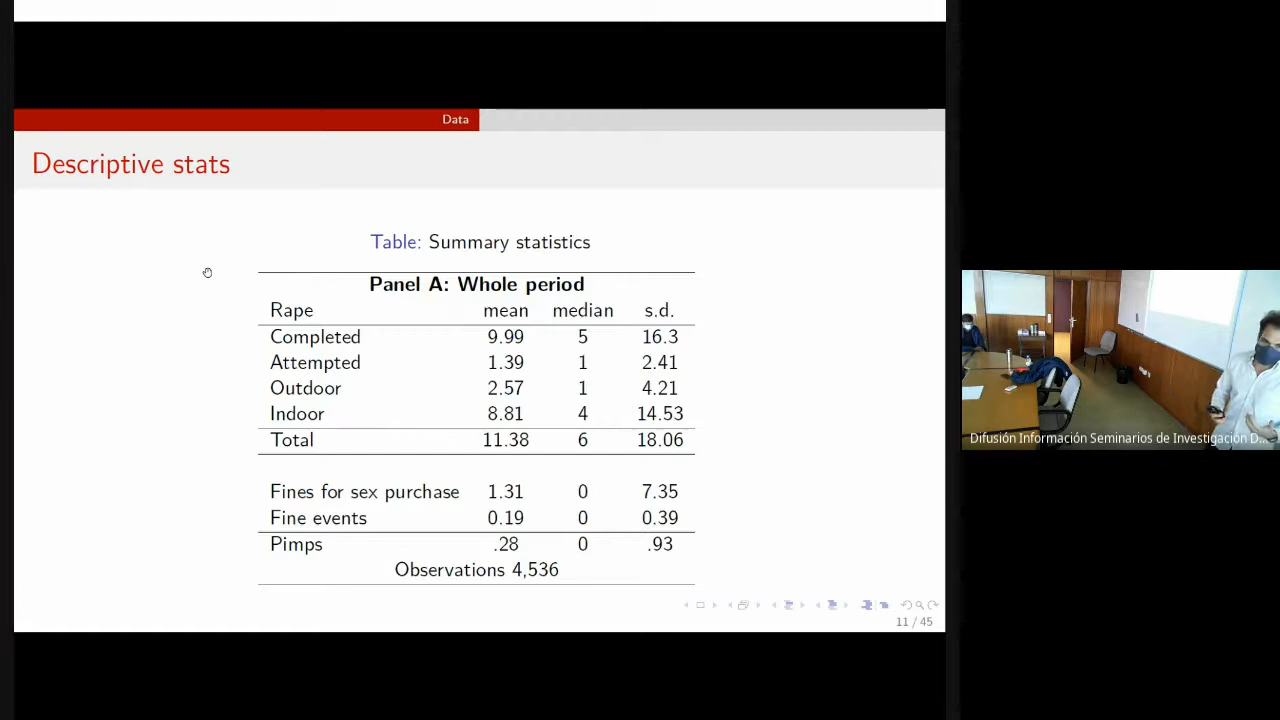 Data
Descriptive stats
Table: Summary statistics
Panel A: Whole period
Rape mean median s.d.
Completed 9.99 5 16.3
Attempted 1.39 1 2.41
Outdoor 2.57 1 4.21
Indoor 8.81 4 14.53
Total 11.38 6 18.06
Fines for sex purchase 1.31 0 7.35
Fine events 0.19 0 0.39
Pimps .28 0 .93
Observations 4,536
11 / 45
Difusión Información Seminarios de Investigación D...